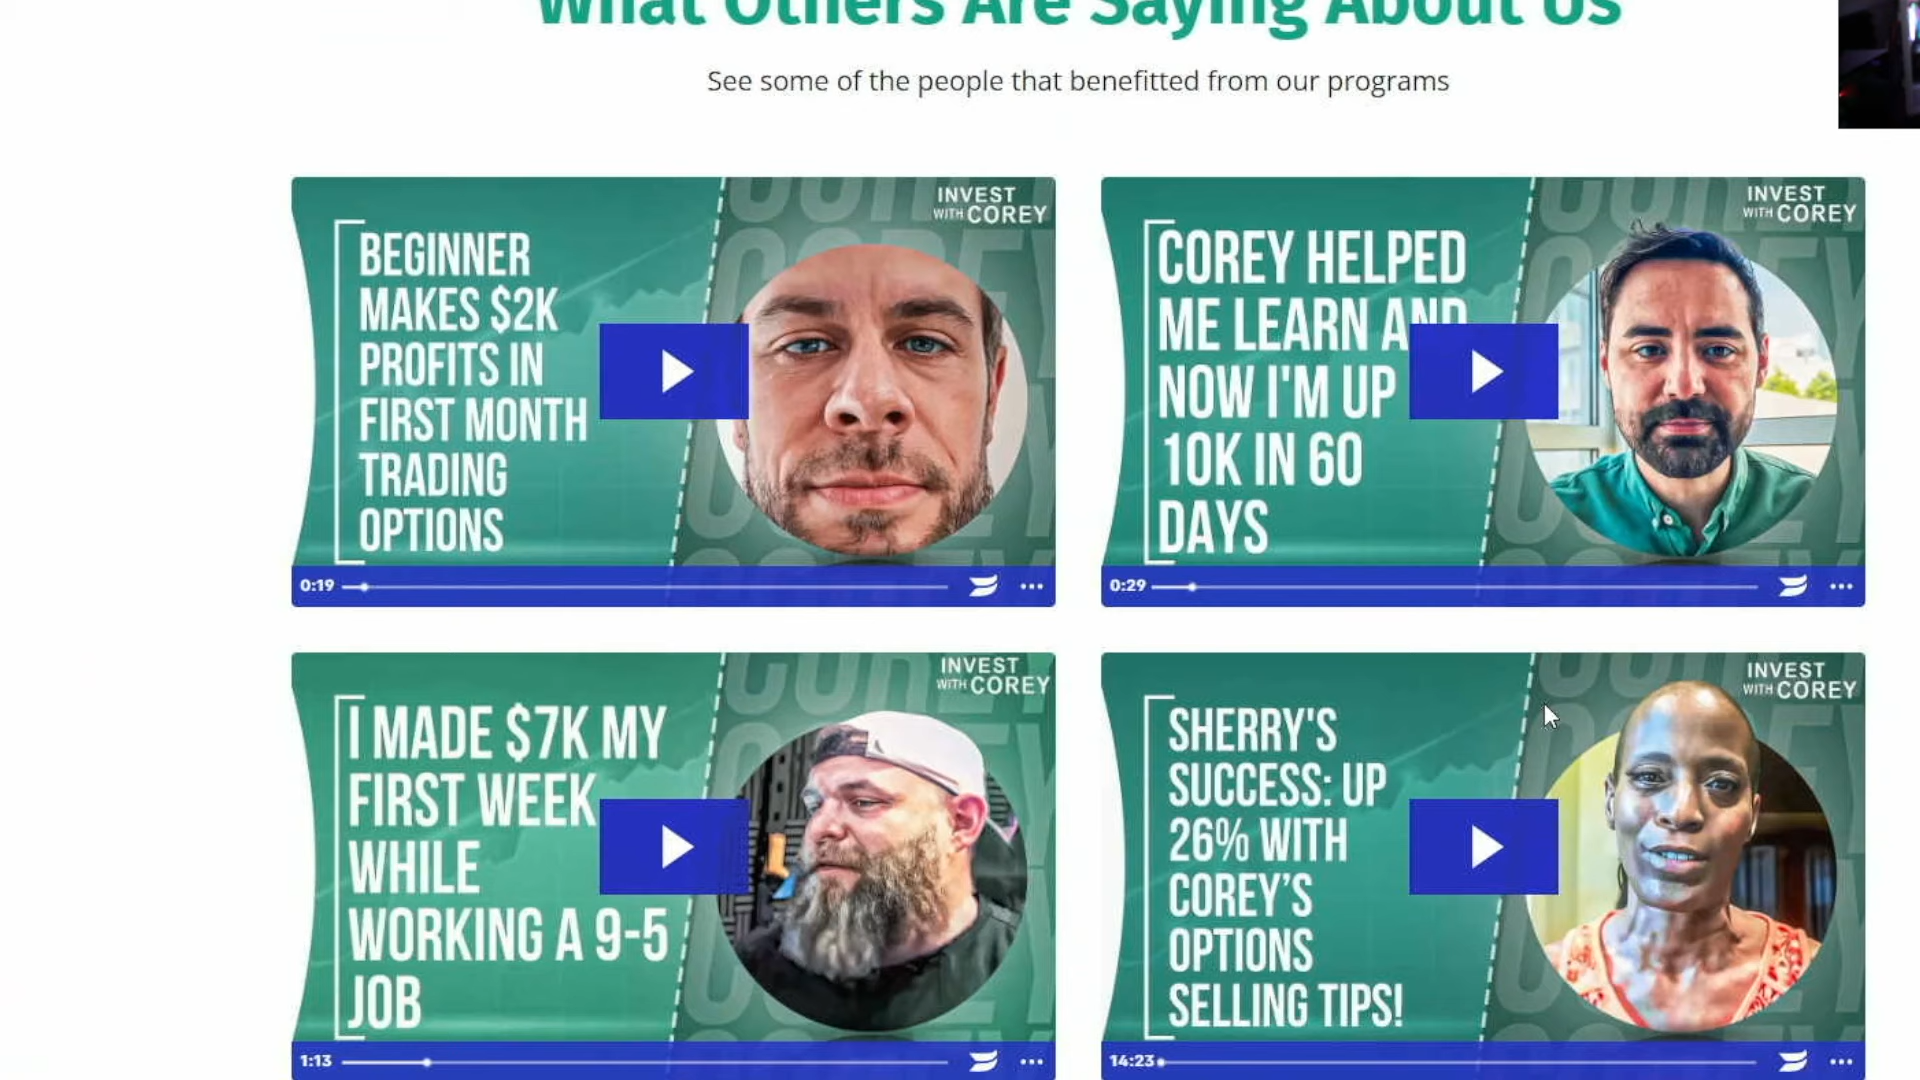 What Others Are Saying About Us
See some of the people that benefitted from our programs
INVEST
WITH COREY
BEGINNER
MAKES $2K
PROFITS IN
FIRST MONTH
TRADING
OPTIONS
0:19
INVEST
WITH COREY
COREY HELPED
ME LEARN AND
NOW I'M UP
10K IN 60
DAYS
0:29
INVEST
WITH COREY
I MADE $7K MY
FIRST WEEK
WHILE
WORKING A 9-5
JOB
1:13
INVEST
WITH COREY
SHERRY'S
SUCCESS: UP
26% WITH
COREY’S
OPTIONS
SELLING TIPS!
14:23